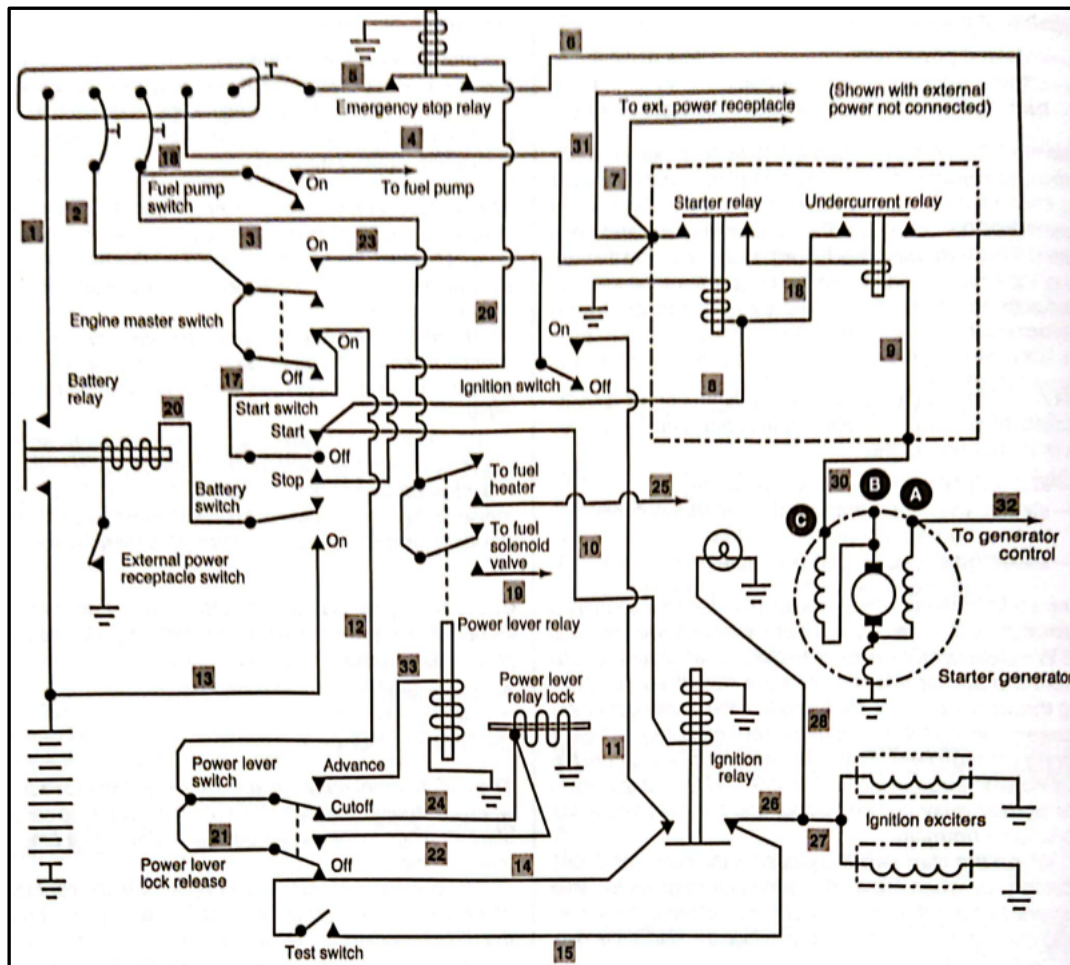 6
5
Emergency stop relay
To ext. power receptacle
(Shown with external
power not connected)
4
31
18
7
Fuel pump
switch
On
To fuel pump
Starter relay
Undercurrent relay
1
2
3
23
On
29
18
9
Engine master switch
On
On
17
Off
Ignition switch
Off
8
Battery
relay
20
Start switch
Start
Off
Stop
To fuel
heater
25
30
B
A
C
32
To generator
control
Battery
switch
On
External power
receptacle switch
To fuel
solenoid
valve
19
10
12
Power lever relay
Starter generator
13
33
Power lever
relay lock
11
28
Power lever
switch
Advance
Ignition
relay
Cutoff
24
26
27
Ignition exciters
21
22
14
Power lever
lock release
Off
Test switch
15